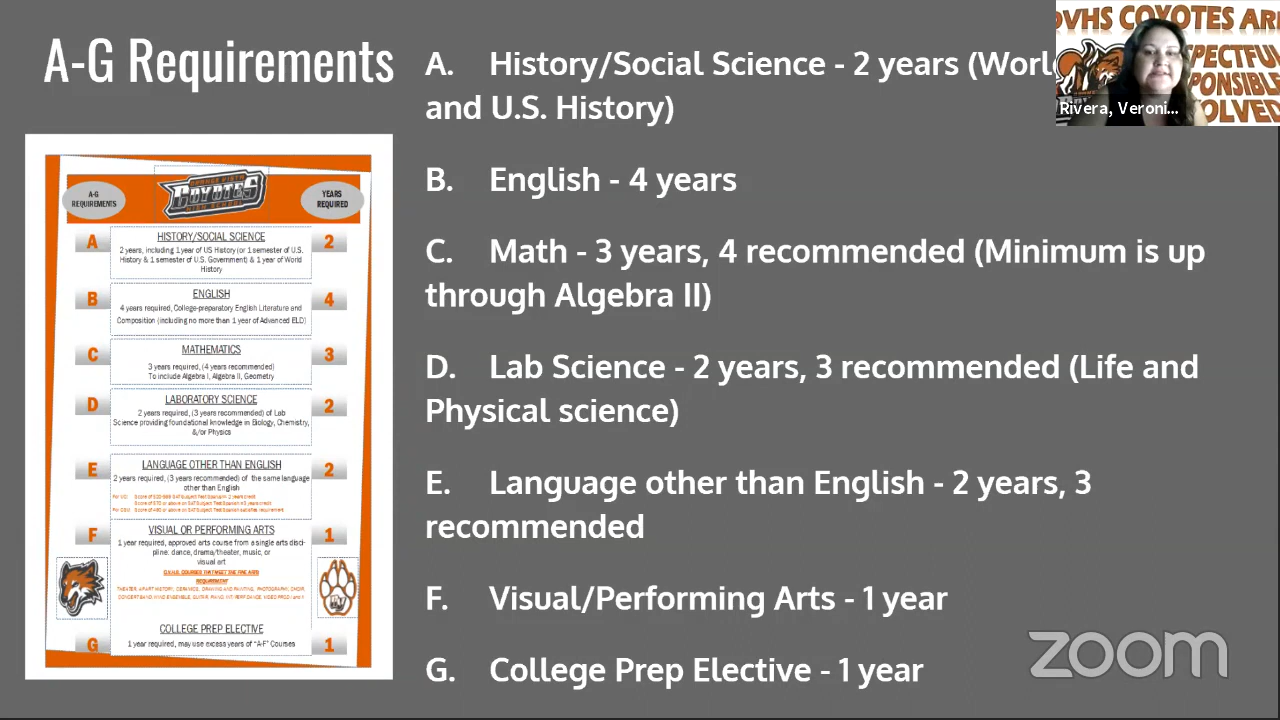 A-G Requirements
A. History/Social Science - 2 years (Worl
and U.S. History)
B. English - 4 years
C. Math - 3 years, 4 recommended (Minimum is up
through Algebra II)
D. Lab Science - 2 years, 3 recommended (Life and
Physical science)
E. Language other than English - 2 years, 3
recommended
F. Visual/Performing Arts - 1 year
G. College Prep Elective - 1 year
A-G
REQUIREMENTS
COYOTES
HIGH SCHOOL
YEARS
REQUIRED
A
HISTORY/SOCIAL SCIENCE
2
2 years, including 1 year of US History (or 1 semester of U.S.
History & 1 semester of U.S. Government) & 1 year of World
History
B
ENGLISH
4
4 years required, College-preparatory English Literature and
Composition (including no more than 1 year of Advanced ELD)
C
MATHEMATICS
3
3 years required, (4 years recommended)
To include Algebra I, Algebra II, Geometry
D
LABORATORY SCIENCE
2
2 years required, (3 years recommended) of Lab
Science providing foundational knowledge in Biology, Chemistry,
&/or Physics
E
LANGUAGE OTHER THAN ENGLISH
2
2 years required, (3 years recommended) of the same language
other than English
F
VISUAL OR PERFORMING ARTS
1
1 year required, approved arts course from a single arts disci-
pline: dance, drama/theater, music, or
visual art
G
COLLEGE PREP ELECTIVE
1
1 year required, may use excess years of "A-F" Courses
OVHS COYOTES ARE
SPECTFUL
PONSIBLE
OLVED
Rivera, Veroni...
zoom